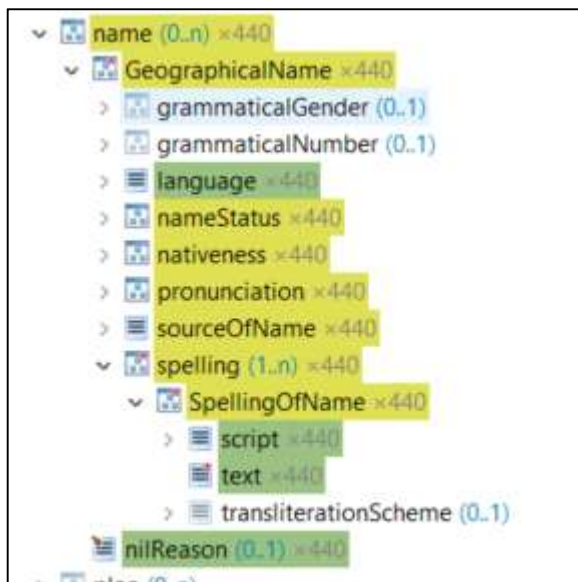 name (0..n) ×440
GeographicalName ×440
grammaticalGender (0..1)
grammaticalNumber (0..1)
language ×440
nameStatus ×440
nativeness ×440
pronunciation ×440
sourceOfName ×440
spelling (1..n) ×440
SpellingOfName ×440
script ×440
text ×440
transliterationScheme (0..1)
nilReason (0..1) ×440